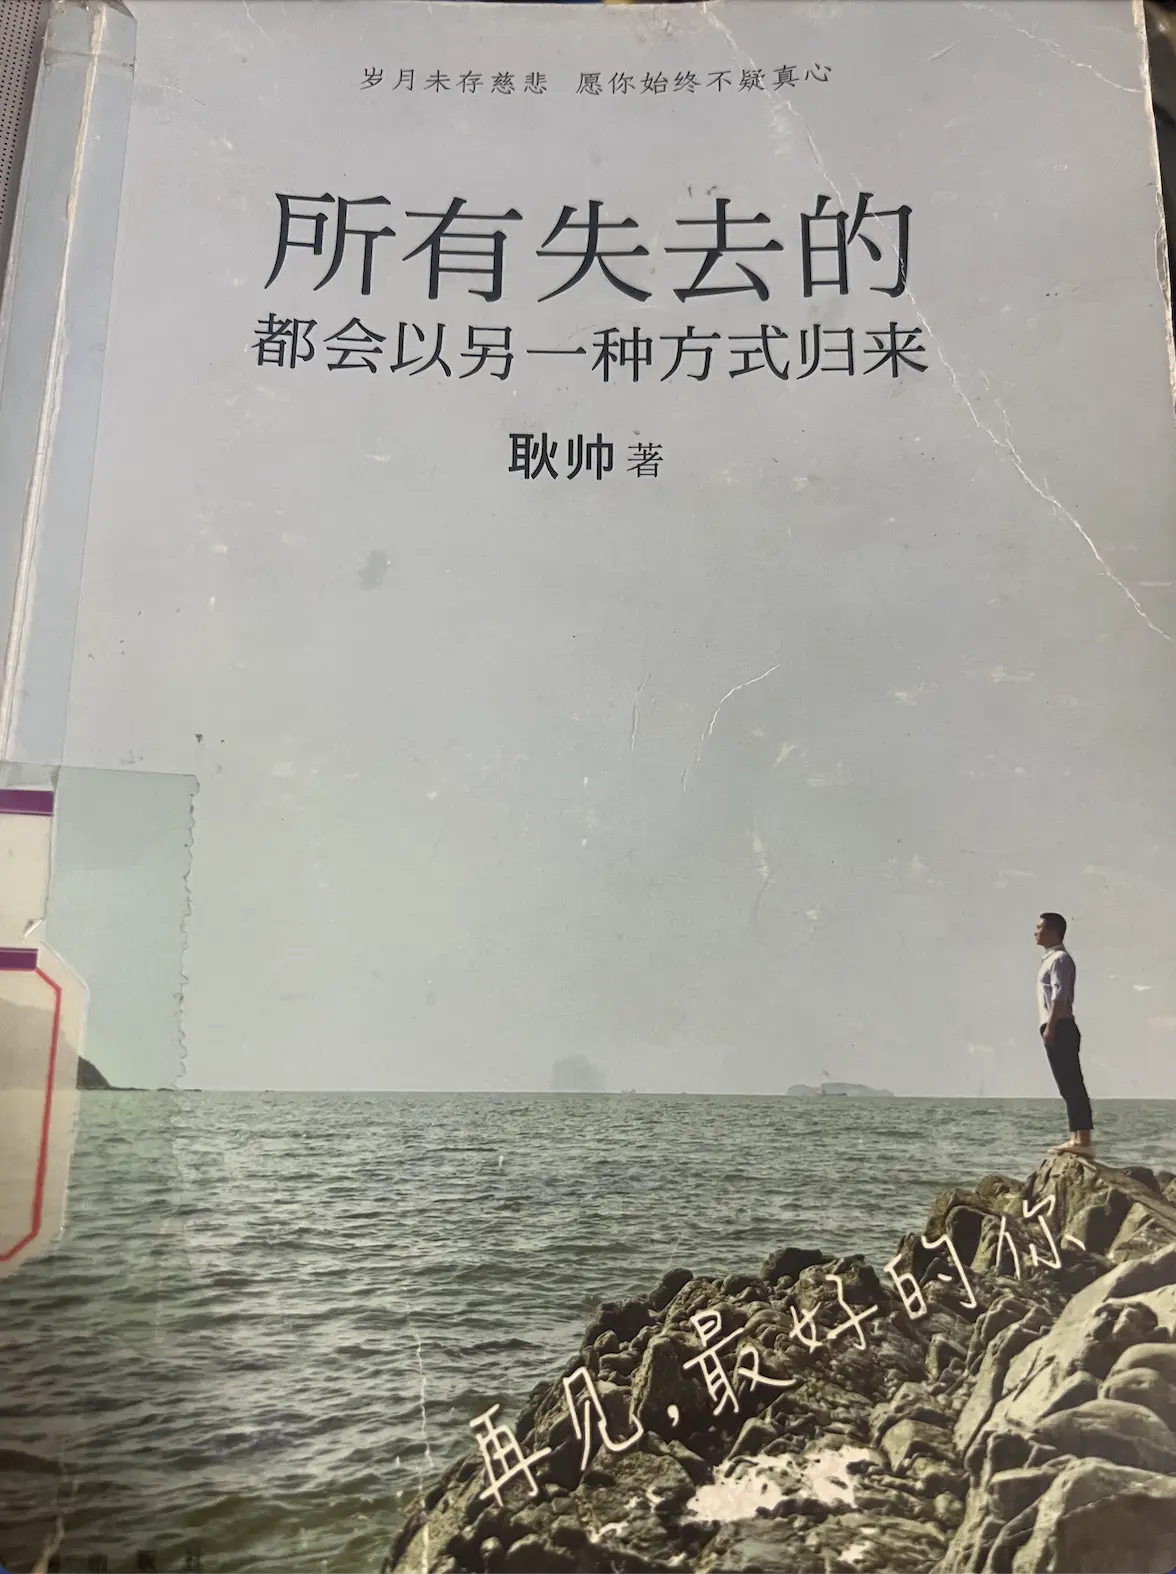 岁月未存慈悲 愿你始终不疑真心
所有失去的
都会以另一种方式归来
耿帅 著
再见,最好的你